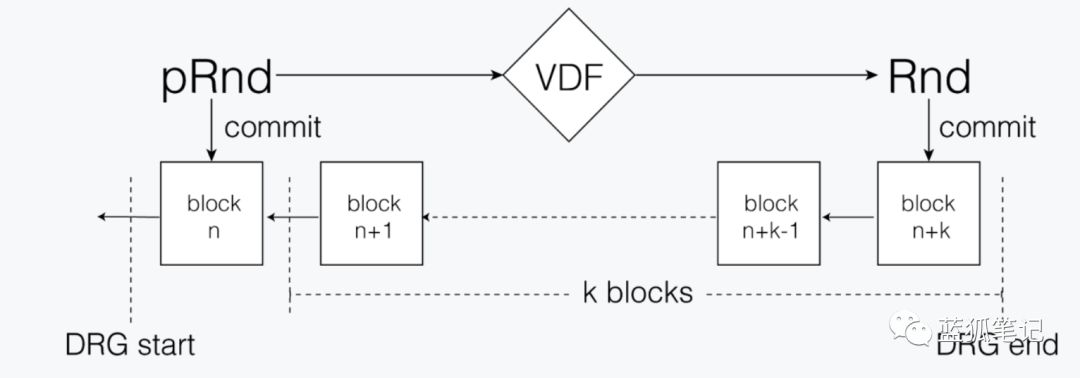 pRnd
VDF
Rnd
commit
commit
block
n
block
n+1
block
n+k-1
block
n+k
k blocks
DRG start
DRG end
蓝狐笔记